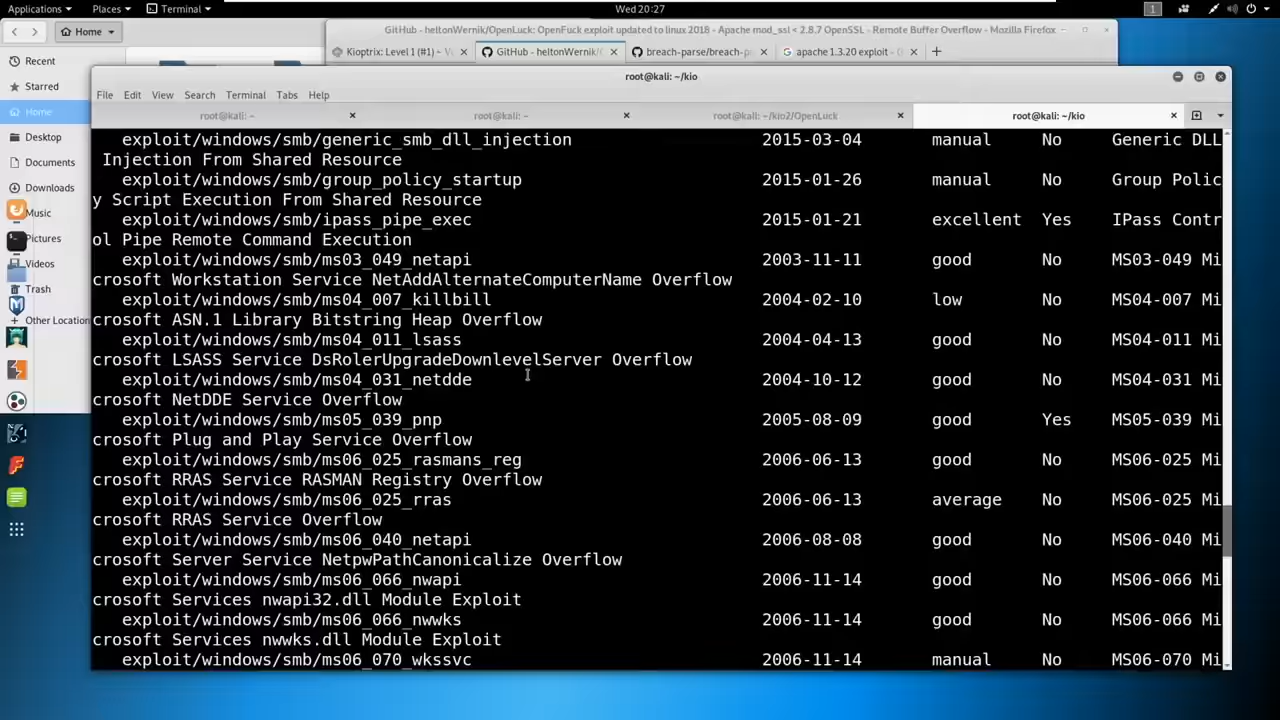 Applications Places Terminal Wed 20:27 1
Home
GitHub - heltonWernik/OpenLuck: OpenFuck exploit updated to linux 2018 - Apache mod_ssl < 2.8.7 OpenSSL - Remote Buffer Overflow - Mozilla Firefox
Kioptrix: Level 1 (#1) ~ V GitHub - heltonWernik/ breach-parse/breach-p apache 1.3.20 exploit - G
root@kali: ~/kio
File Edit View Search Terminal Tabs Help
root@kali: ~ root@kali: ~ root@kali: ~/kio2/OpenLuck root@kali: ~/kio
Recent
Starred
Home
Desktop
Documents
Downloads
Music
Pictures
Videos
Trash
+ Other Location
exploit/windows/smb/generic_smb_dll_injection 2015-03-04 manual No Generic DLL
Injection From Shared Resource
exploit/windows/smb/group_policy_startup 2015-01-26 manual No Group Polic
y Script Execution From Shared Resource
exploit/windows/smb/ipass_pipe_exec 2015-01-21 excellent Yes IPass Contr
ol Pipe Remote Command Execution
exploit/windows/smb/ms03_049_netapi 2003-11-11 good No MS03-049 Mi
crosoft Workstation Service NetAddAlternateComputerName Overflow
exploit/windows/smb/ms04_007_killbill 2004-02-10 low No MS04-007 Mi
crosoft ASN.1 Library Bitstring Heap Overflow
exploit/windows/smb/ms04_011_lsass 2004-04-13 good No MS04-011 Mi
crosoft LSASS Service DsRolerUpgradeDownlevelServer Overflow
exploit/windows/smb/ms04_031_netdde 2004-10-12 good No MS04-031 Mi
crosoft NetDDE Service Overflow
exploit/windows/smb/ms05_039_pnp 2005-08-09 good Yes MS05-039 Mi
crosoft Plug and Play Service Overflow
exploit/windows/smb/ms06_025_rasmans_reg 2006-06-13 good No MS06-025 Mi
crosoft RRAS Service RASMAN Registry Overflow
exploit/windows/smb/ms06_025_rras 2006-06-13 average No MS06-025 Mi
crosoft RRAS Service Overflow
exploit/windows/smb/ms06_040_netapi 2006-08-08 good No MS06-040 Mi
crosoft Server Service NetpwPathCanonicalize Overflow
exploit/windows/smb/ms06_066_nwapi 2006-11-14 good No MS06-066 Mi
crosoft Services nwapi32.dll Module Exploit
exploit/windows/smb/ms06_066_nwwks 2006-11-14 good No MS06-066 Mi
crosoft Services nwwks.dll Module Exploit
exploit/windows/smb/ms06_070_wkssvc 2006-11-14 manual No MS06-070 Mi